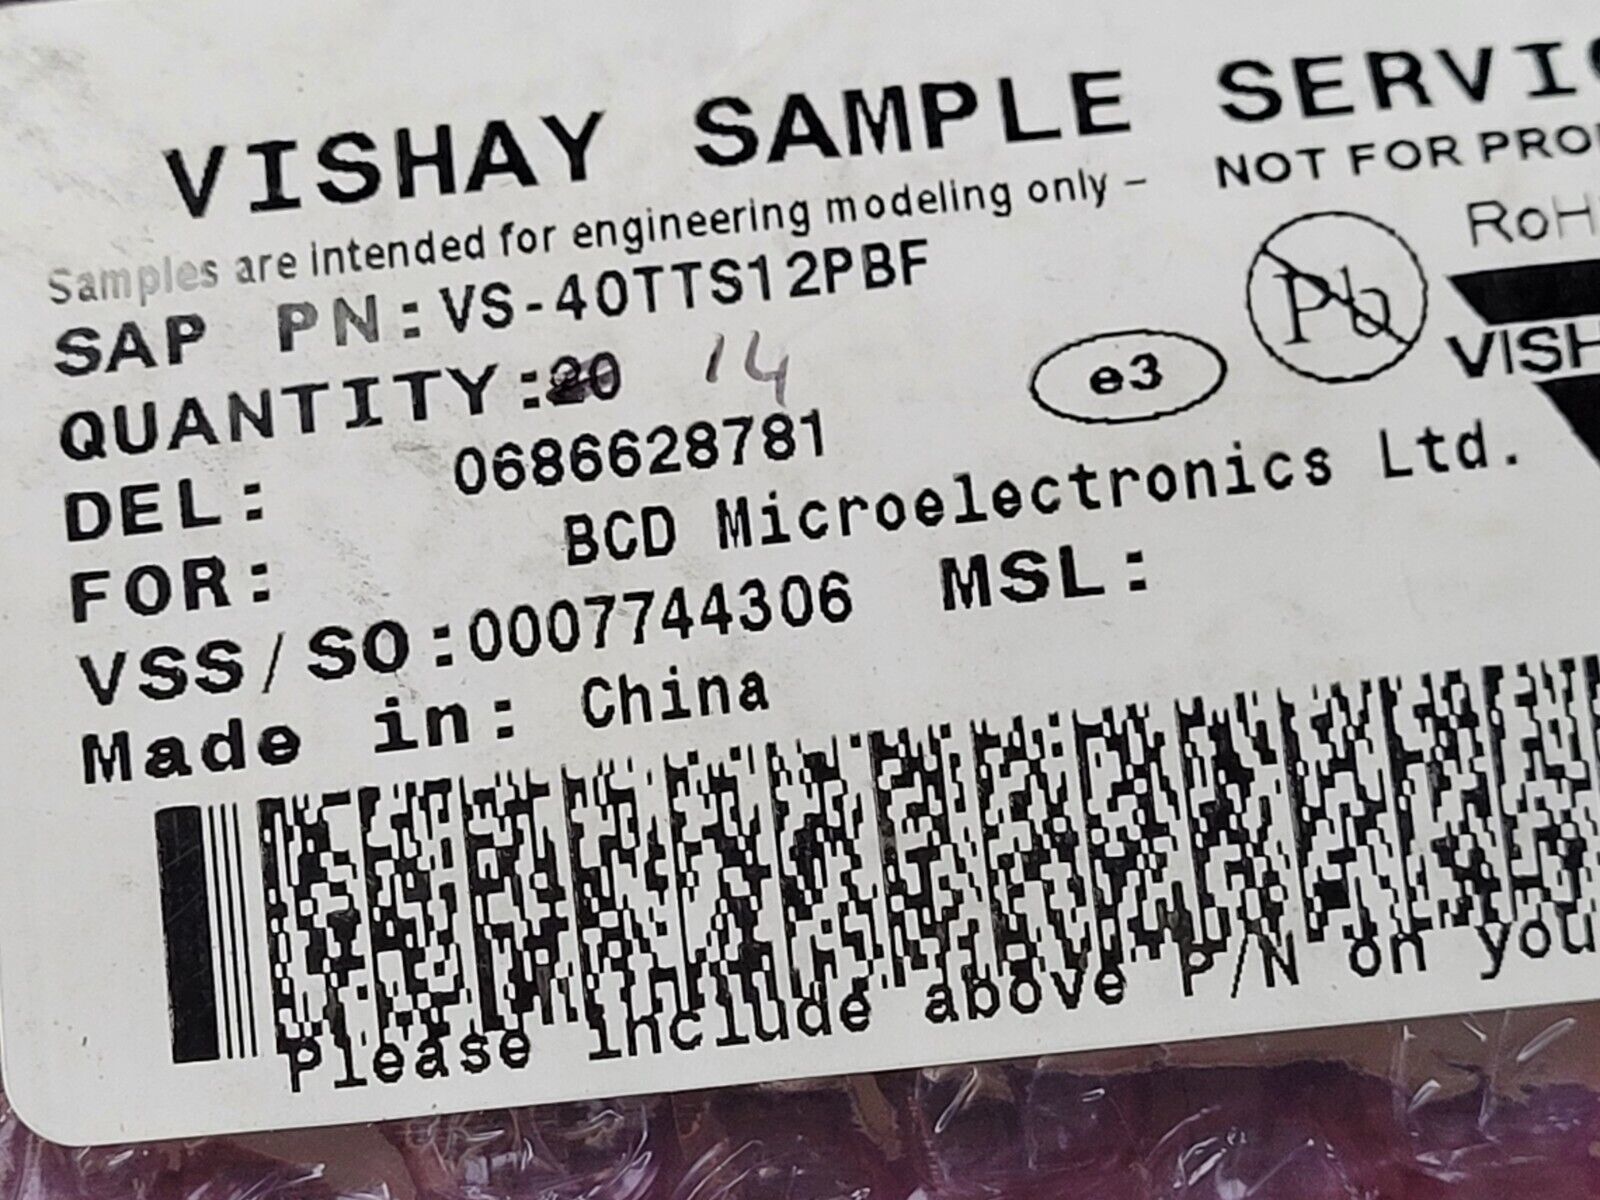 VISHAY SAMPLE SERVIC
Samples are intended for engineering modeling only – NOT FOR PRO
SAP PN:VS-40TTS12PBF
RoH
Pb
QUANTITY:20 14
e3
VISH
DEL: 0686628781
FOR: BCD Microelectronics Ltd.
VSS/SO:0007744306 MSL:
Made in: China
Please include above P/N on you